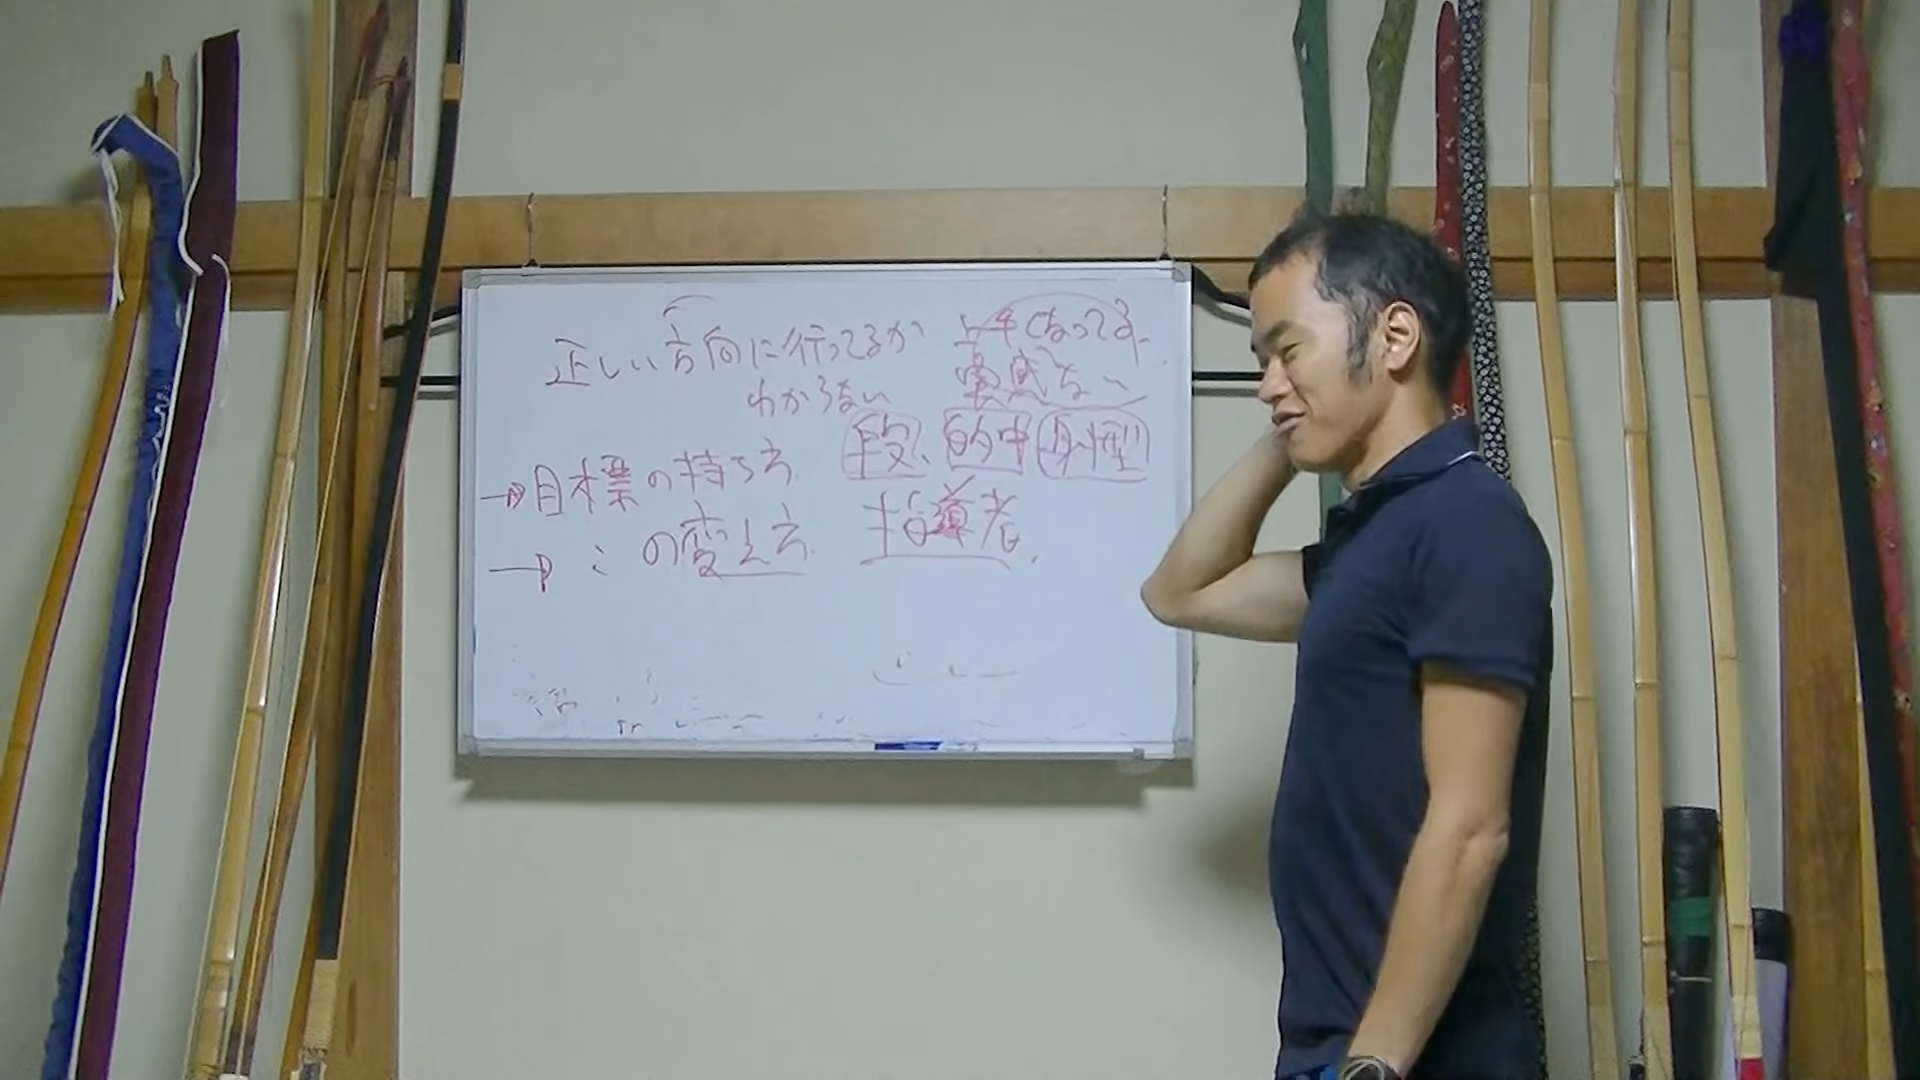 正しい方向に行ってるか
わからない
上手くなってる
実感ない
段、的中 射型
→目標の持ち方
指導者
→〃の変え方